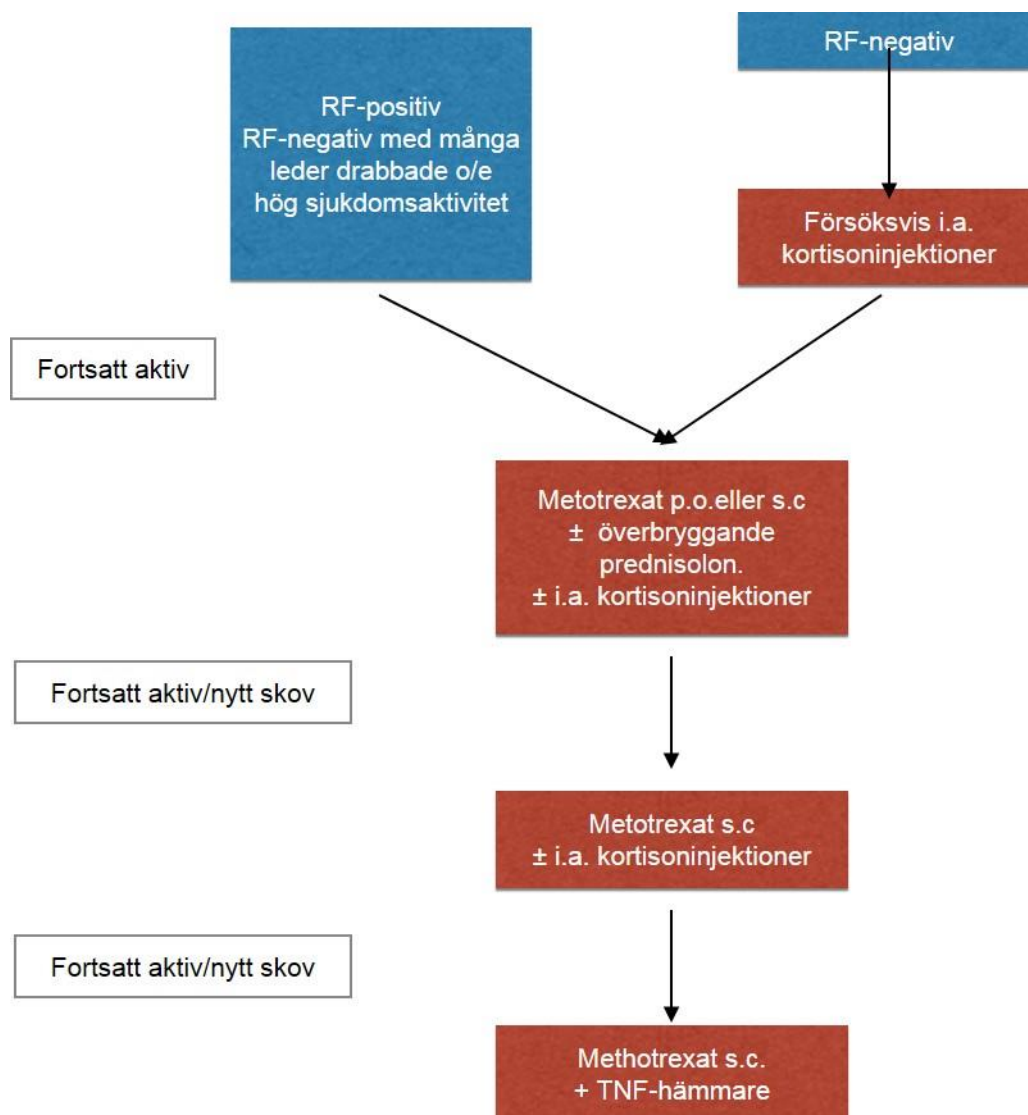 RF-positiv
RF-negativ med många
leder drabbade o/e
hög sjukdomsaktivitet
RF-negativ
Försöksvis i.a.
kortisoninjektioner
Fortsatt aktiv
Metotrexat p.o.eller s.c
± överbryggande
prednisolon.
± i.a. kortisoninjektioner
Fortsatt aktiv/nytt skov
Metotrexat s.c
± i.a. kortisoninjektioner
Fortsatt aktiv/nytt skov
Methotrexat s.c.
+ TNF-hämmare